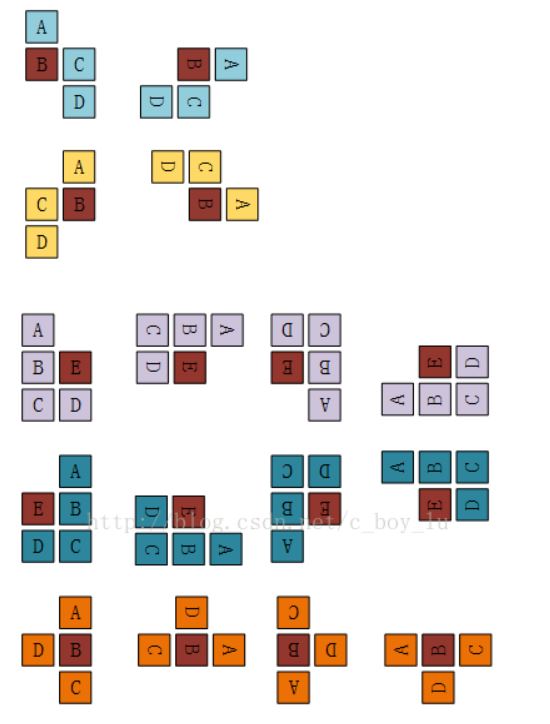 A
B C B A
D D C
A D C
C B B A
D
A C B A D C
B E D E E B E D
C D A A B C
A C D A B C
E B D E B E E D
http://blog.csdn.net/c_boy_lu
D C C B A A
A D C
D B C B A B D A B C
C A D